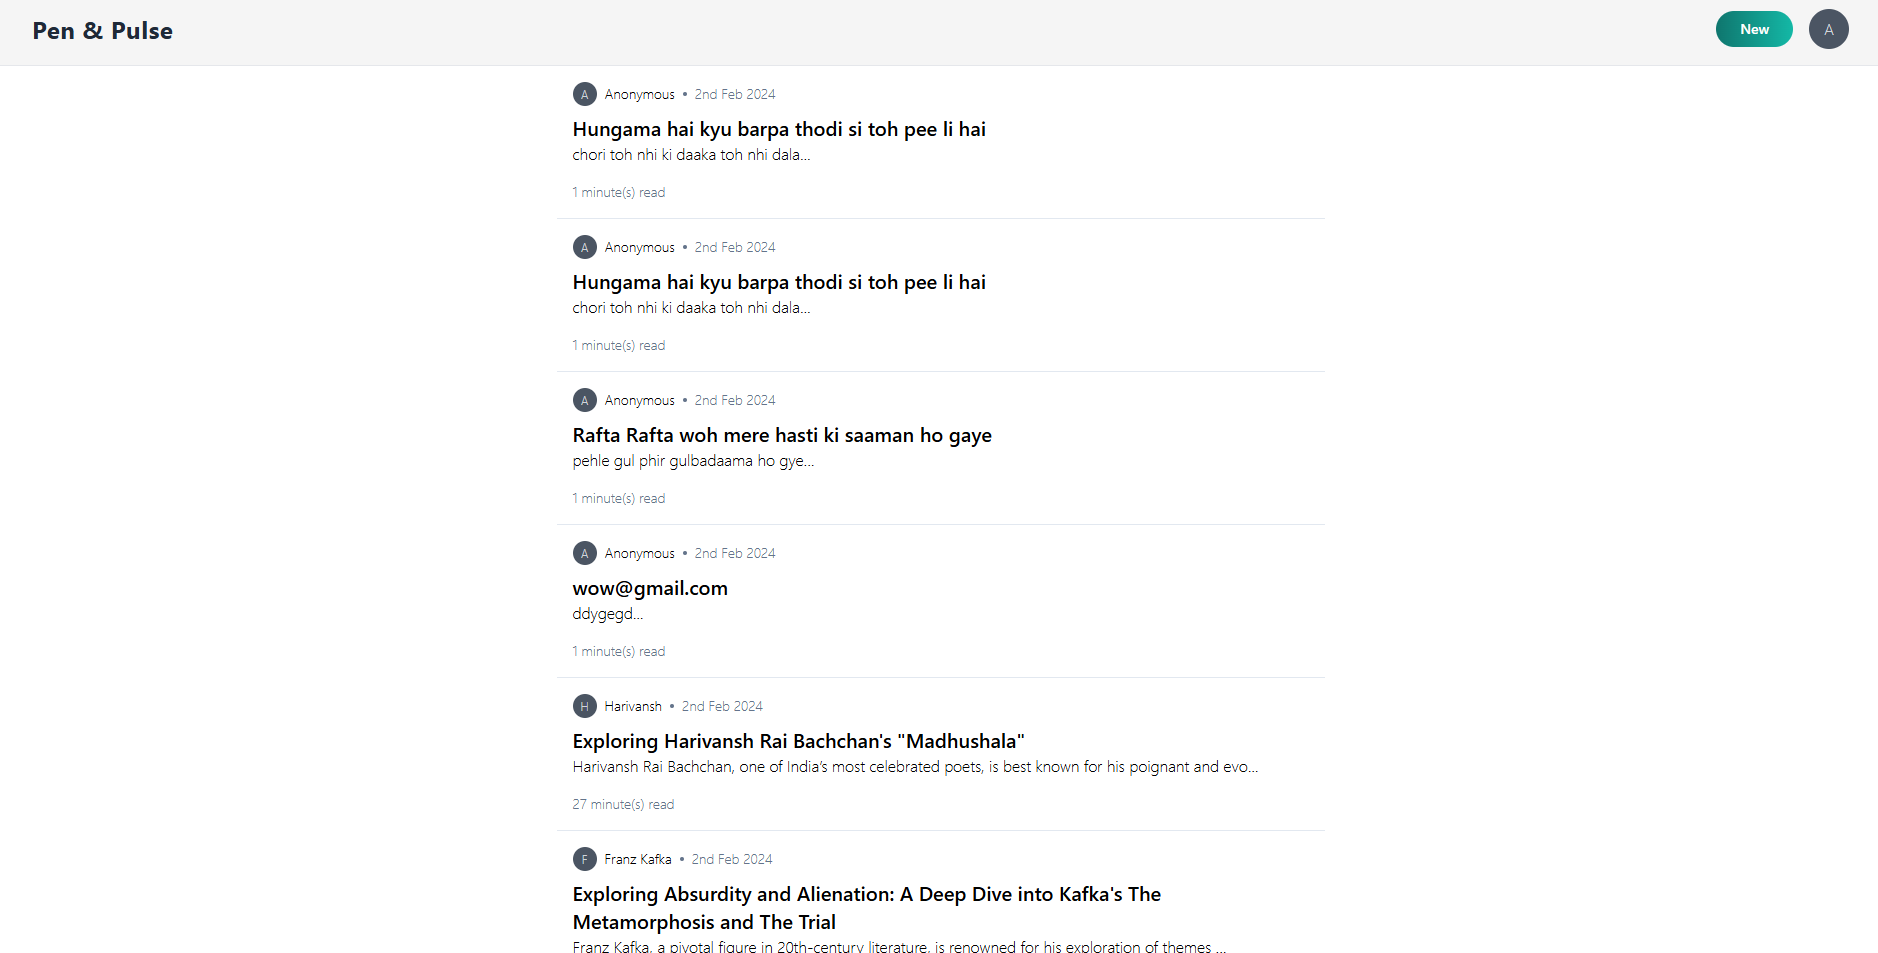 Pen & Pulse
New
A
A Anonymous • 2nd Feb 2024
Hungama hai kyu barpa thodi si toh pee li hai
chori toh nhi ki daaka toh nhi dala...
1 minute(s) read
A Anonymous • 2nd Feb 2024
Hungama hai kyu barpa thodi si toh pee li hai
chori toh nhi ki daaka toh nhi dala...
1 minute(s) read
A Anonymous • 2nd Feb 2024
Rafta Rafta woh mere hasti ki saaman ho gaye
pehle gul phir gulbadaama ho gye...
1 minute(s) read
A Anonymous • 2nd Feb 2024
wow@gmail.com
ddygegd...
1 minute(s) read
H Harivansh • 2nd Feb 2024
Exploring Harivansh Rai Bachchan's "Madhushala"
Harivansh Rai Bachchan, one of India’s most celebrated poets, is best known for his poignant and evo...
27 minute(s) read
F Franz Kafka • 2nd Feb 2024
Exploring Absurdity and Alienation: A Deep Dive into Kafka's The
Metamorphosis and The Trial
Franz Kafka, a pivotal figure in 20th-century literature, is renowned for his exploration of themes ...